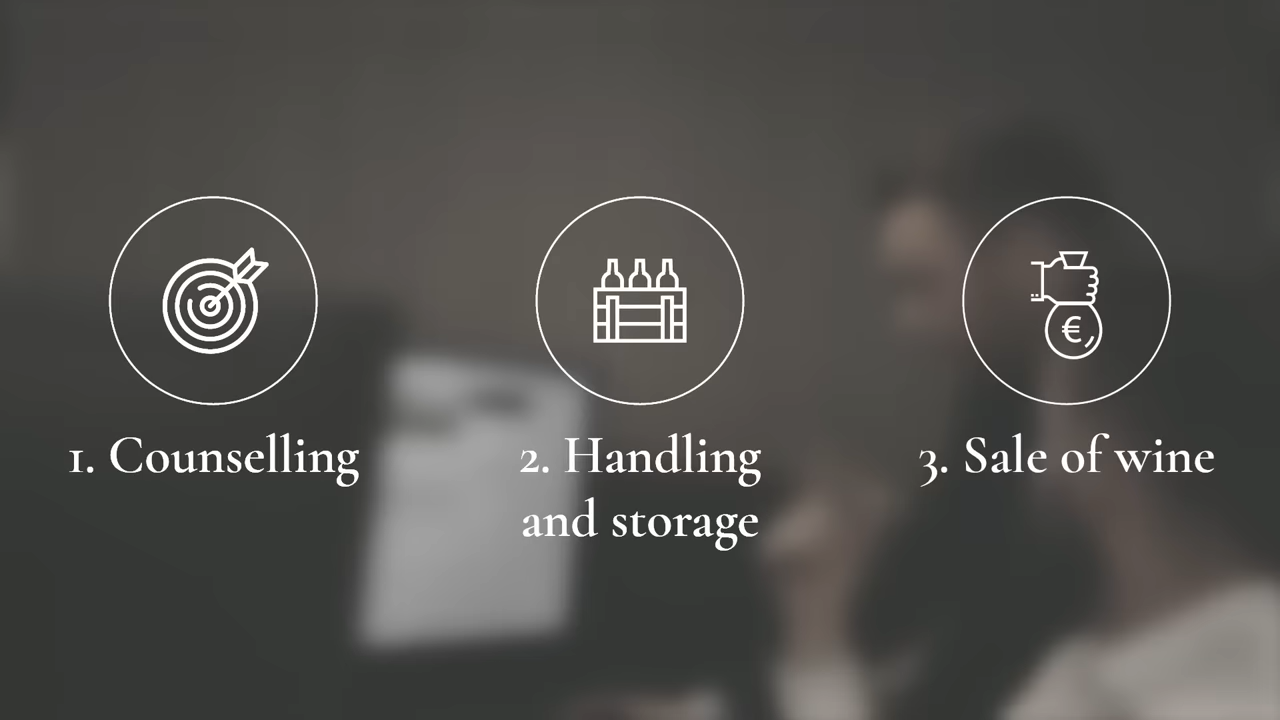 1. Counselling
2. Handling
and storage
3. Sale of wine
€